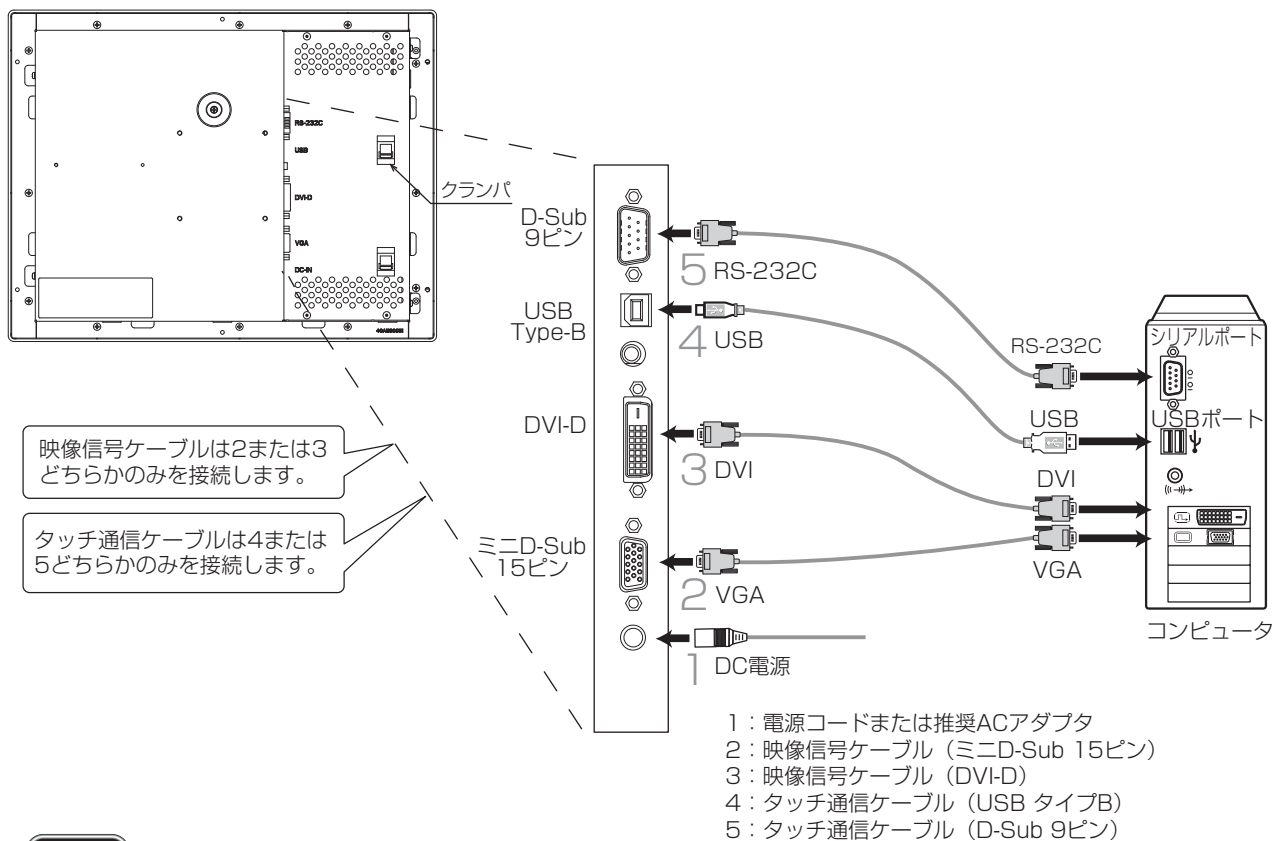 RS-232C
USB
DVI-D
VGA
DC-IN
クランパ
映像信号ケーブルは2または3
どちらかのみを接続します。
タッチ通信ケーブルは4または
5どちらかのみを接続します。
D-Sub
9ピン
USB
Type-B
DVI-D
ミニD-Sub
15ピン
5 RS-232C
4 USB
3 DVI
2 VGA
1 DC電源
RS-232C
USB
DVI
VGA
シリアルポート
USBポート
コンピュータ
1：電源コードまたは推奨ACアダプタ
2：映像信号ケーブル（ミニD-Sub 15ピン）
3：映像信号ケーブル（DVI-D）
4：タッチ通信ケーブル（USB タイプB）
5：タッチ通信ケーブル（D-Sub 9ピン）